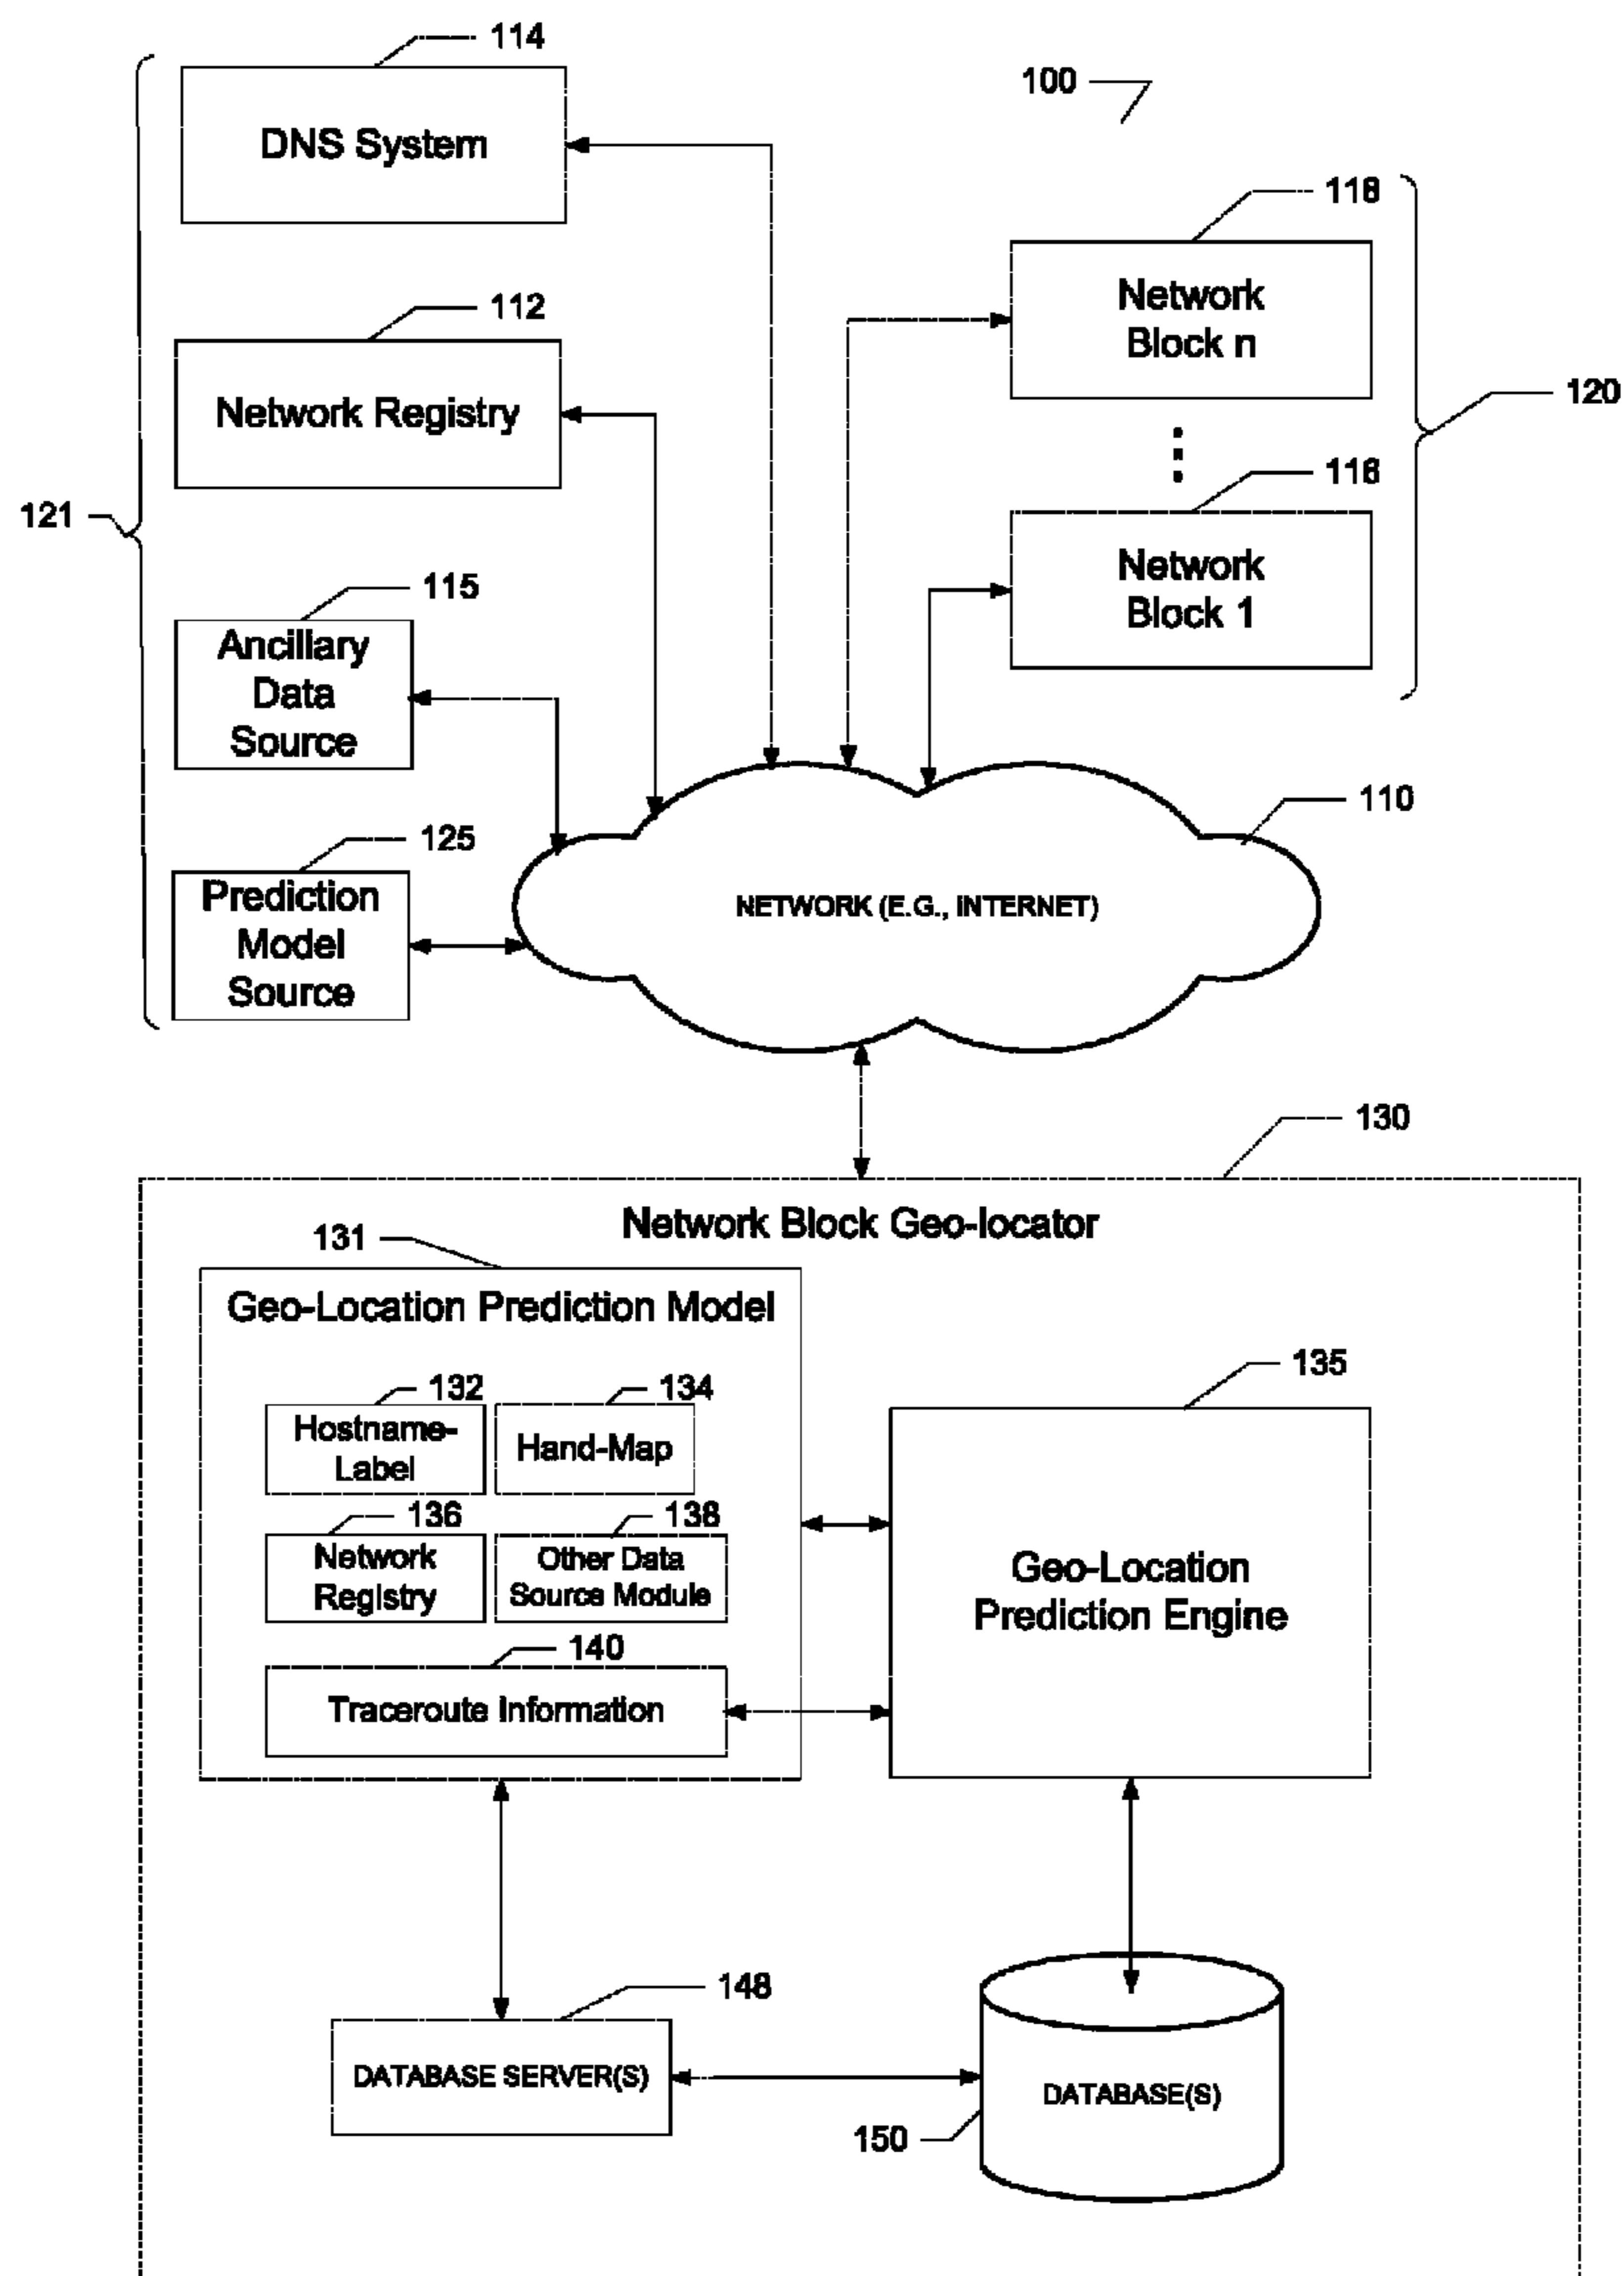 114
DNS System
100
118
Network
Block n
112
Network Registry
120
116
Network
Block 1
121
115
Ancillary
Data
Source
110
125
Prediction
Model
Source
NETWORK (E.G., INTERNET)
130
Network Block Geo-locator
131
Geo-Location Prediction Model
135
132
Hostname-
Label
134
Hand-Map
136
Network
Registry
138
Other Data
Source Module
Geo-Location
Prediction Engine
140
Traceroute Information
148
DATABASE SERVER(S)
DATABASE(S)
150